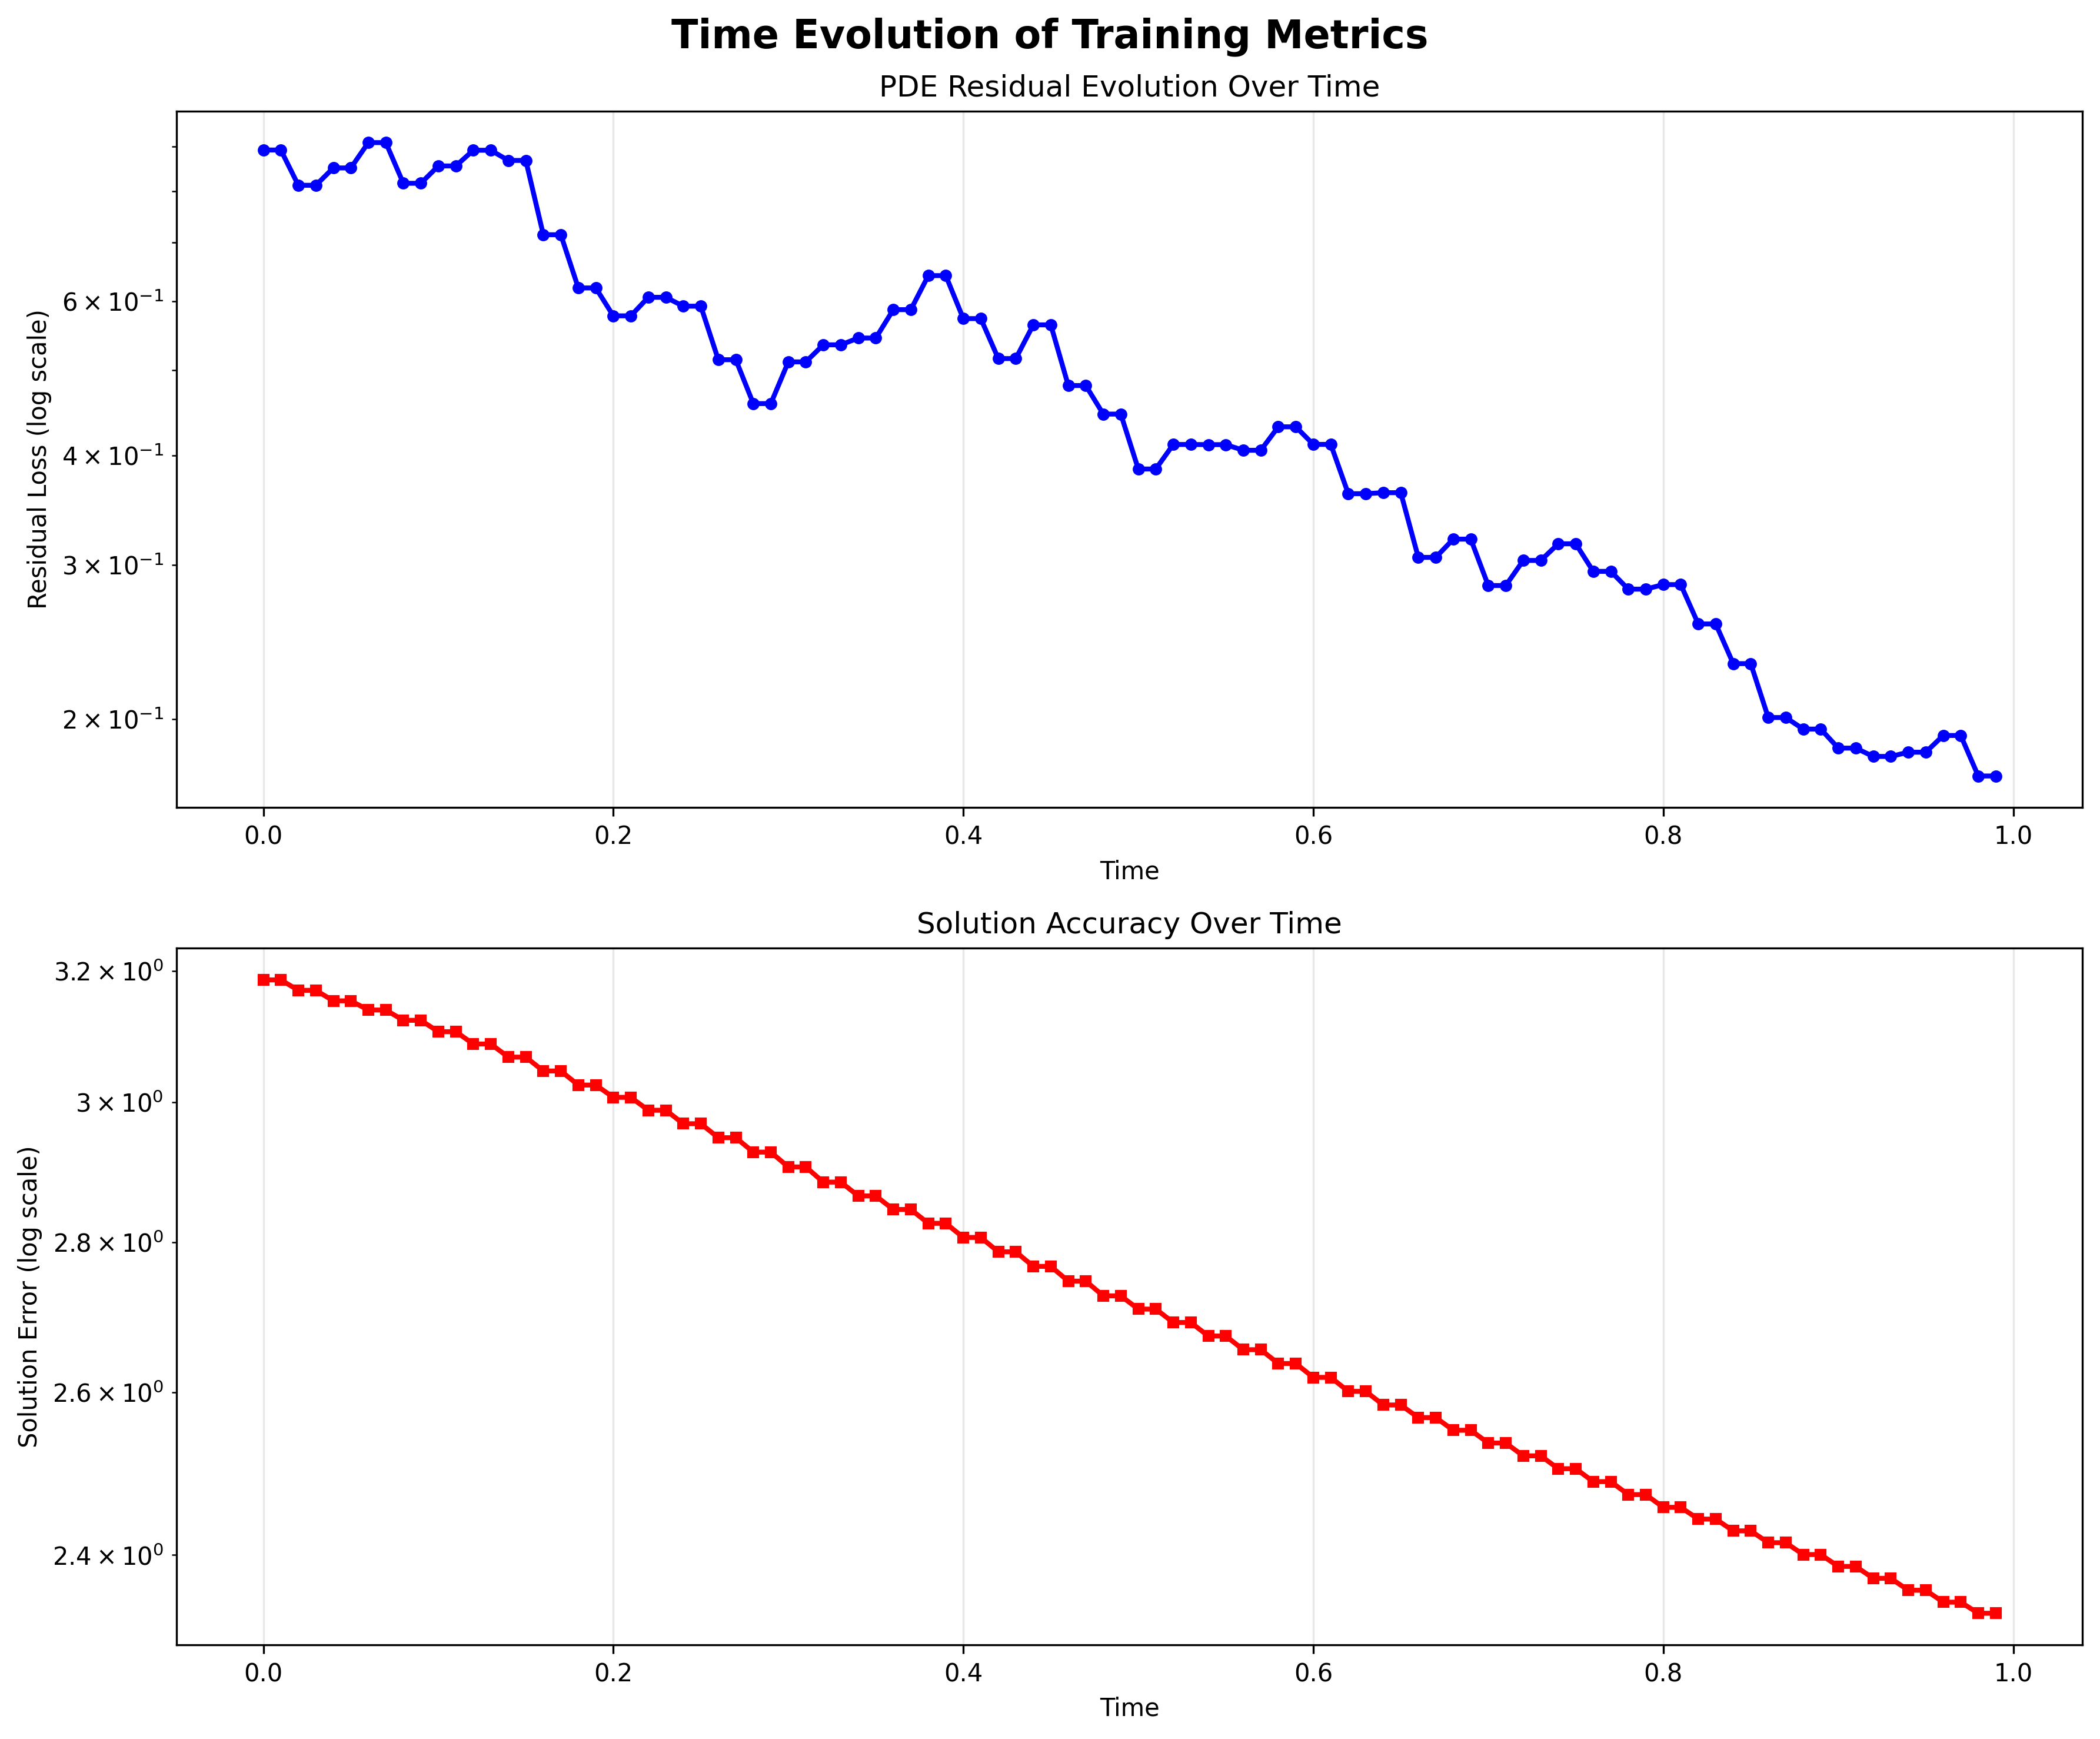 Time Evolution of Training Metrics
PDE Residual Evolution Over Time
Residual Loss (log scale)
6 × 10⁻¹
4 × 10⁻¹
3 × 10⁻¹
2 × 10⁻¹
0.0 0.2 0.4 0.6 0.8 1.0
Time
Solution Accuracy Over Time
Solution Error (log scale)
3.2 × 10⁰
3 × 10⁰
2.8 × 10⁰
2.6 × 10⁰
2.4 × 10⁰
0.0 0.2 0.4 0.6 0.8 1.0
Time